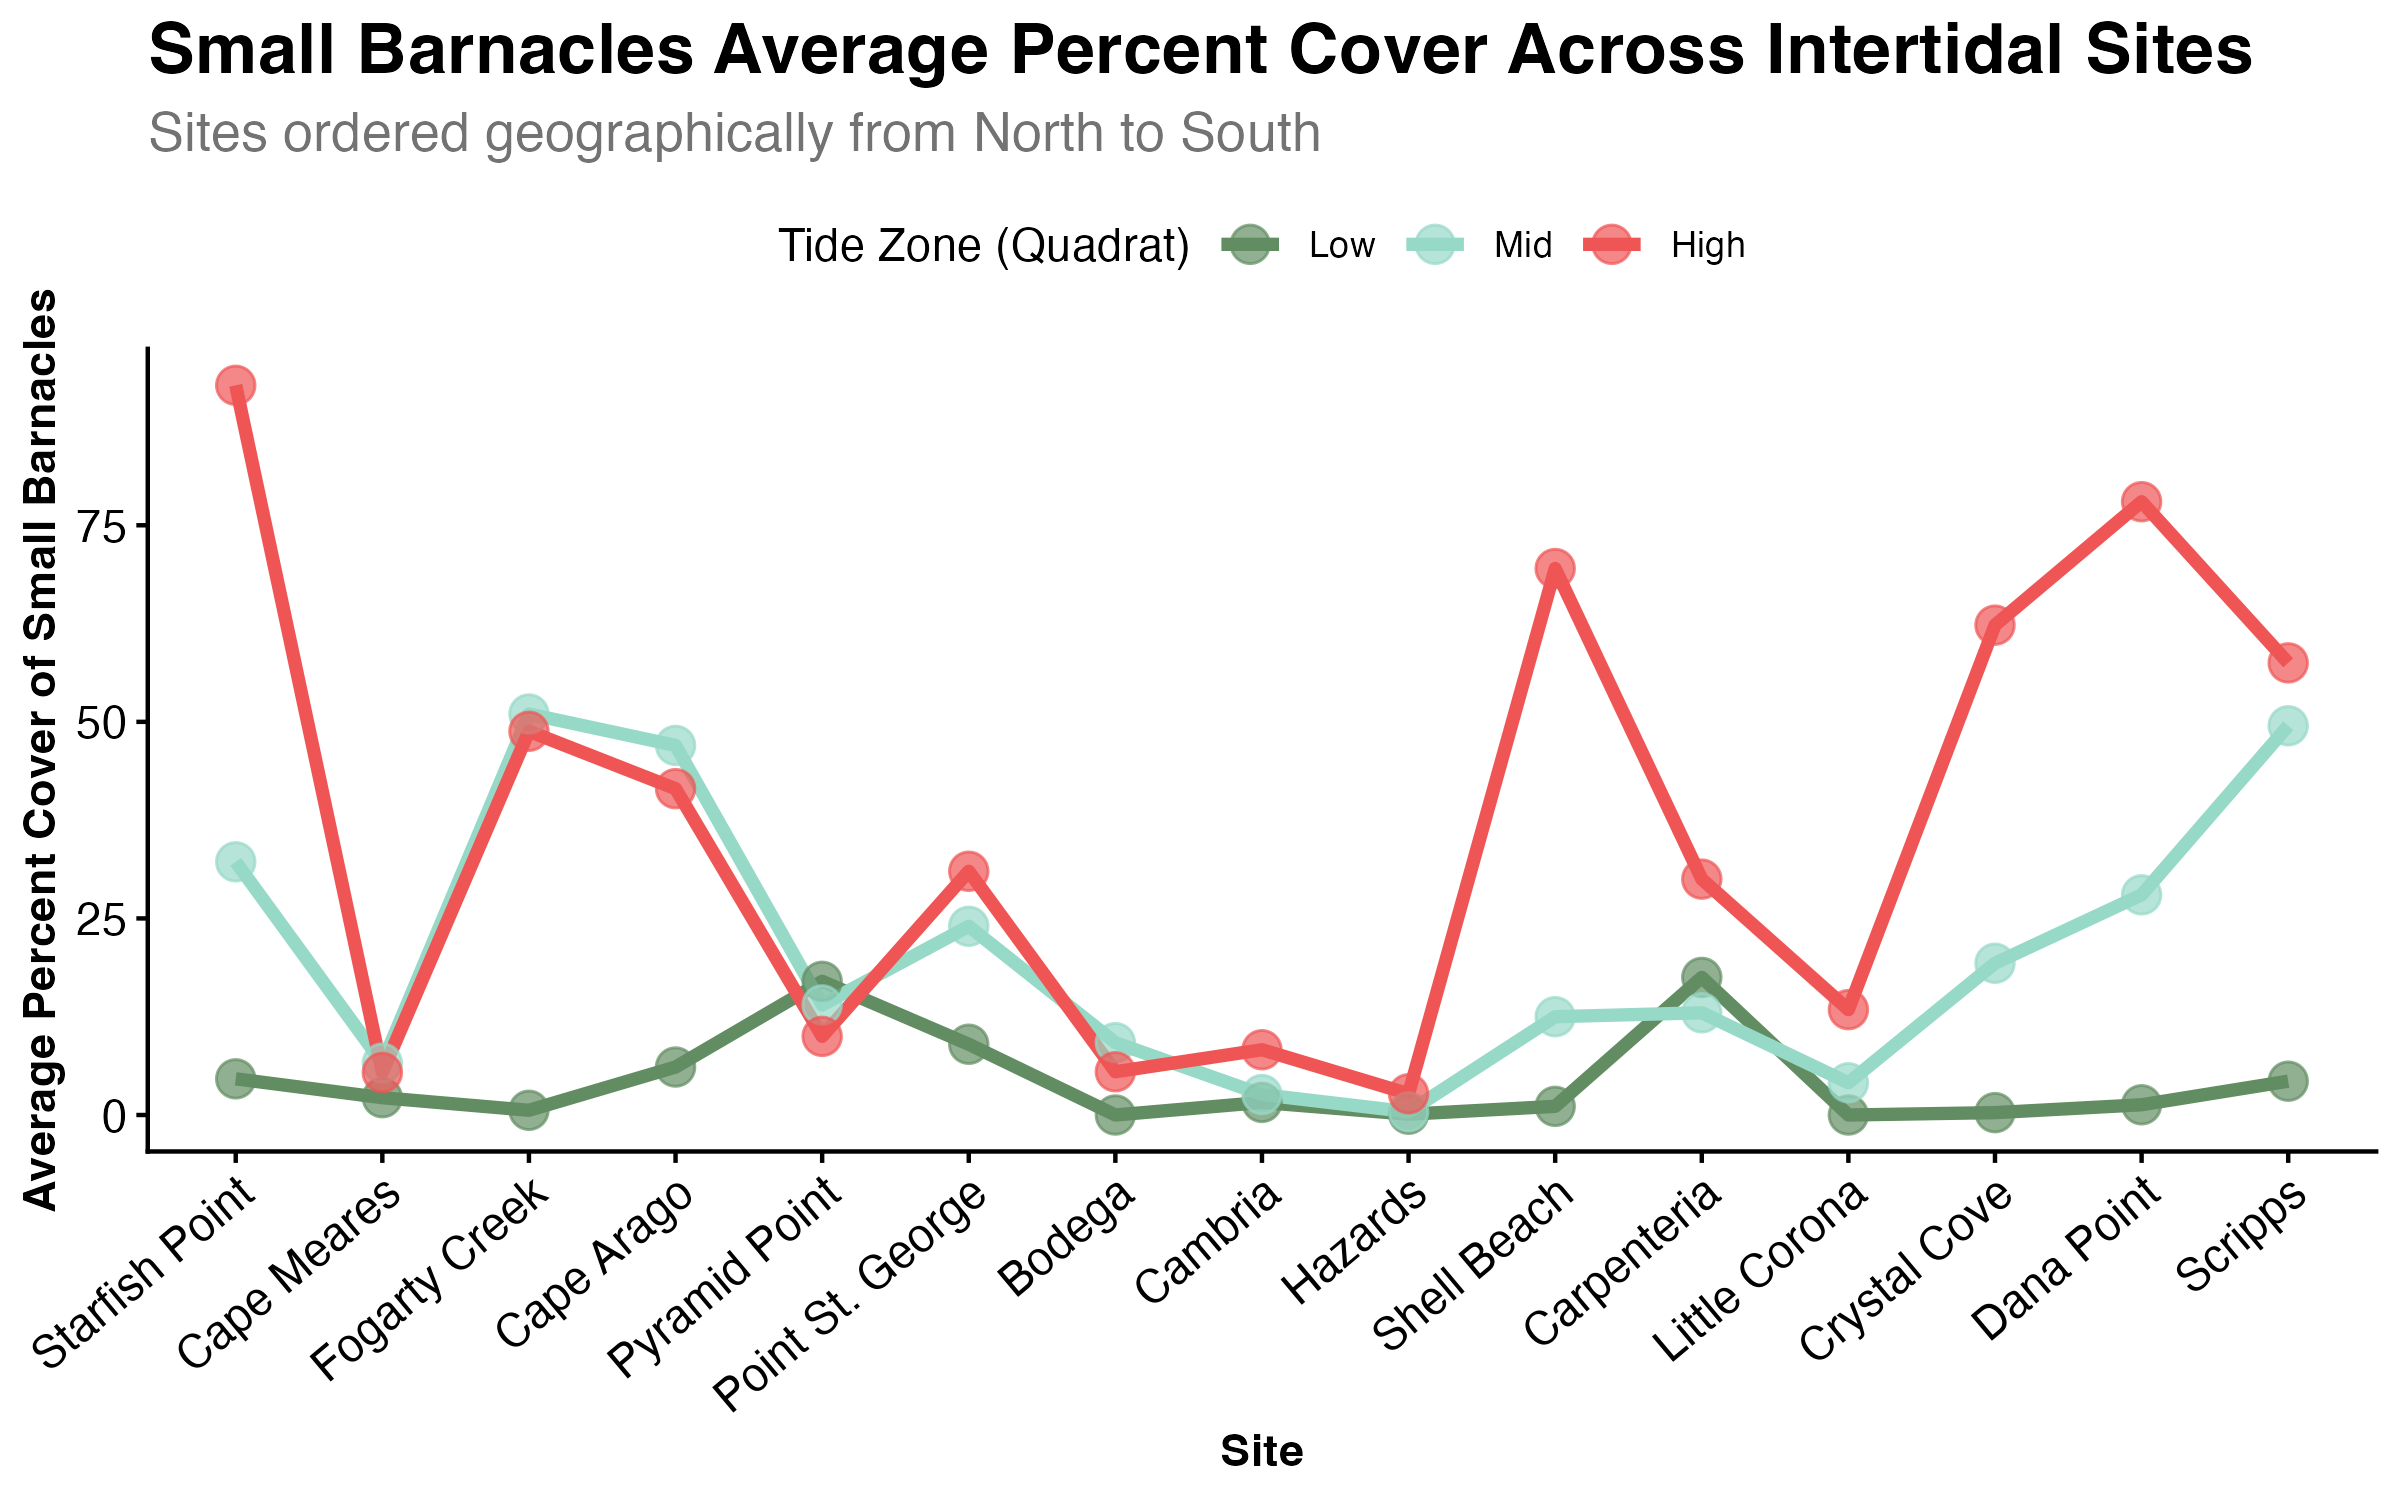 Small Barnacles Average Percent Cover Across Intertidal Sites
Sites ordered geographically from North to South
Tide Zone (Quadrat) Low Mid High
Average Percent Cover of Small Barnacles
75
50
25
0
Starfish Point
Cape Meares
Fogarty Creek
Cape Arago
Pyramid Point
Point St. George
Bodega
Cambria
Hazards
Shell Beach
Carpenteria
Little Corona
Crystal Cove
Dana Point
Scripps
Site